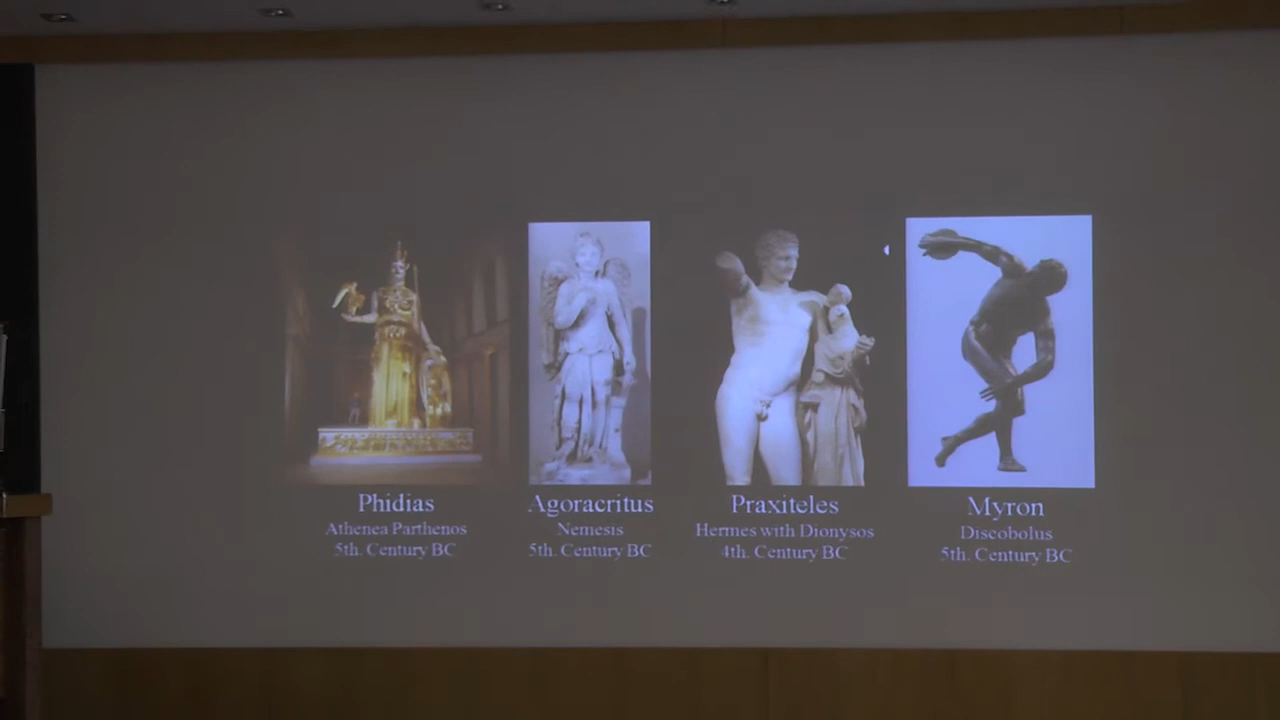 Phidias
Athenea Parthenos
5th. Century BC
Agoracritus
Nemesis
5th. Century BC
Praxiteles
Hermes with Dionysos
4th. Century BC
Myron
Discobolus
5th. Century BC